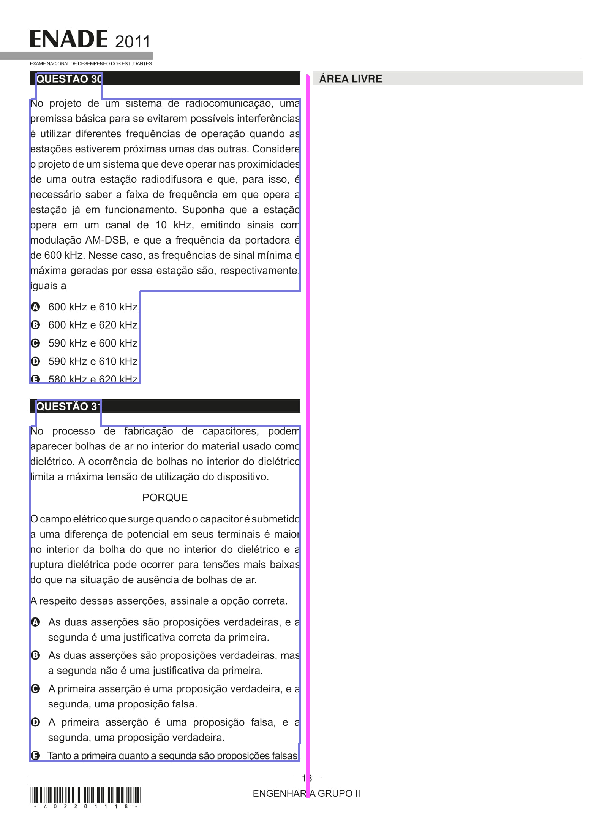 ENADE 2011
EXAME NACIONAL DE DESEMPENHO DOS ESTUDANTES
QUESTÃO 30
No projeto de um sistema de radiocomunicação, uma
premissa básica para se evitarem possíveis interferências
é utilizar diferentes frequências de operação quando as
estações estiverem próximas umas das outras. Considere
o projeto de um sistema que deve operar nas proximidades
de uma outra estação radiodifusora e que, para isso, é
necessário saber a faixa de frequência em que opera a
estação já em funcionamento. Suponha que a estação
opera em um canal de 10 kHz, emitindo sinais com
modulação AM-DSB, e que a frequência da portadora é
de 600 kHz. Nesse caso, as frequências de sinal mínima e
máxima geradas por essa estação são, respectivamente,
iguais a
A 600 kHz e 610 kHz.
B 600 kHz e 620 kHz.
C 590 kHz e 600 kHz.
D 590 kHz e 610 kHz.
E 580 kHz e 620 kHz.
QUESTÃO 31
No processo de fabricação de capacitores, podem
aparecer bolhas de ar no interior do material usado como
dielétrico. A ocorrência de bolhas no interior do dielétrico
limita a máxima tensão de utilização do dispositivo.
PORQUE
O campo elétrico que surge quando o capacitor é submetido
a uma diferença de potencial em seus terminais é maior
no interior da bolha do que no interior do dielétrico e a
ruptura dielétrica pode ocorrer para tensões mais baixas
do que na situação de ausência de bolhas de ar.
A respeito dessas asserções, assinale a opção correta.
A As duas asserções são proposições verdadeiras, e a
segunda é uma justificativa correta da primeira.
B As duas asserções são proposições verdadeiras, mas
a segunda não é uma justificativa da primeira.
C A primeira asserção é uma proposição verdadeira, e a
segunda, uma proposição falsa.
D A primeira asserção é uma proposição falsa, e a
segunda, uma proposição verdadeira.
E Tanto a primeira quanto a segunda são proposições falsas.
ÁREA LIVRE
ENGENHARIA GRUPO II